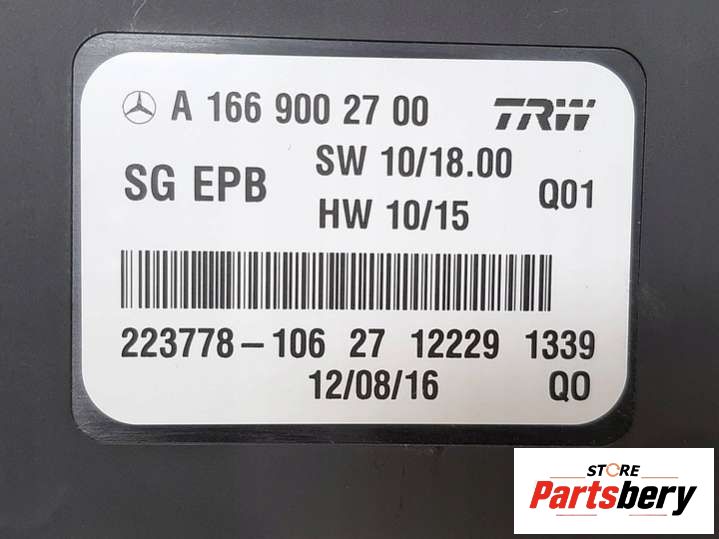 A 166 900 27 00 TRW
SG EPB SW 10/18.00 Q01
HW 10/15
223778-106 27 12229 1339
12/08/16 QO
STORE
Partsbery